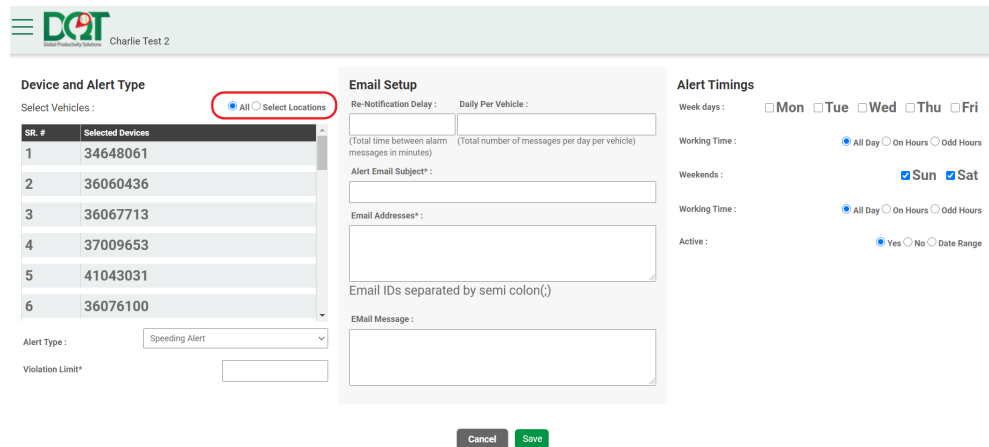 DQT
Global Productivity Solutions
Charlie Test 2
Device and Alert Type
Select Vehicles :
All Select Locations
SR. # Selected Devices
1 34648061
2 36060436
3 36067713
4 37009653
5 41043031
6 36076100
Alert Type :
Speeding Alert
Violation Limit*
Email Setup
Re-Notification Delay : Daily Per Vehicle :
(Total time between alarm messages in minutes)
(Total number of messages per day per vehicle)
Alert Email Subject* :
Email Addresses* :
Email IDs separated by semi colon(;)
EMail Message :
Alert Timings
Week days : Mon Tue Wed Thu Fri
Working Time : All Day On Hours Odd Hours
Weekends : Sun Sat
Working Time : All Day On Hours Odd Hours
Active : Yes No Date Range
Cancel Save